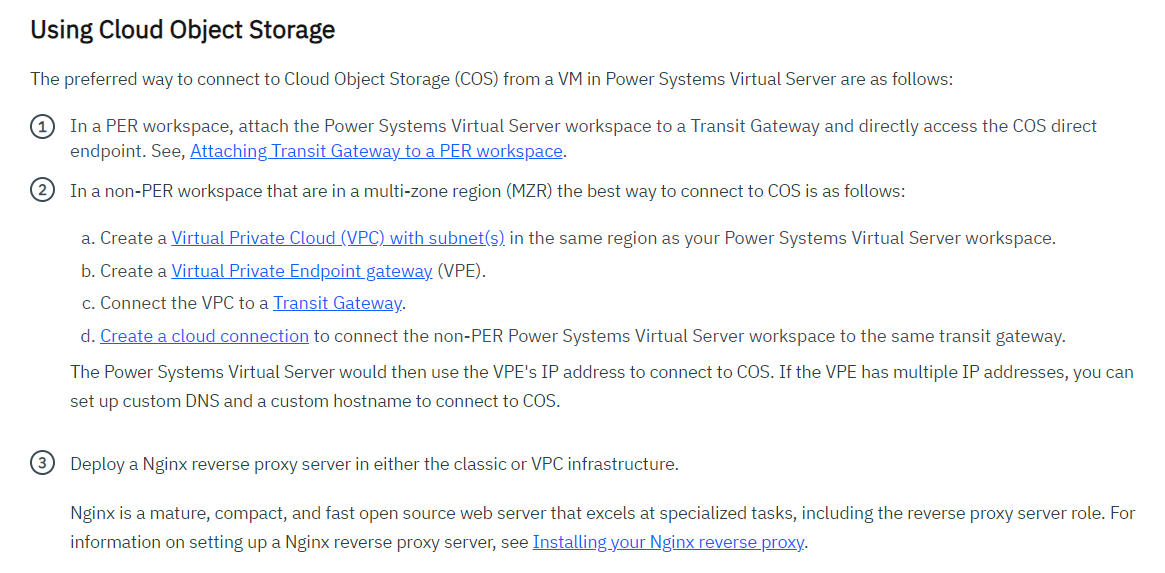 Using Cloud Object Storage
The preferred way to connect to Cloud Object Storage (COS) from a VM in Power Systems Virtual Server are as follows:
1 In a PER workspace, attach the Power Systems Virtual Server workspace to a Transit Gateway and directly access the COS direct
endpoint. See, Attaching Transit Gateway to a PER workspace.
2 In a non-PER workspace that are in a multi-zone region (MZR) the best way to connect to COS is as follows:
a. Create a Virtual Private Cloud (VPC) with subnet(s) in the same region as your Power Systems Virtual Server workspace.
b. Create a Virtual Private Endpoint gateway (VPE).
c. Connect the VPC to a Transit Gateway.
d. Create a cloud connection to connect the non-PER Power Systems Virtual Server workspace to the same transit gateway.
The Power Systems Virtual Server would then use the VPE's IP address to connect to COS. If the VPE has multiple IP addresses, you can
set up custom DNS and a custom hostname to connect to COS.
3 Deploy a Nginx reverse proxy server in either the classic or VPC infrastructure.
Nginx is a mature, compact, and fast open source web server that excels at specialized tasks, including the reverse proxy server role. For
information on setting up a Nginx reverse proxy server, see Installing your Nginx reverse proxy.